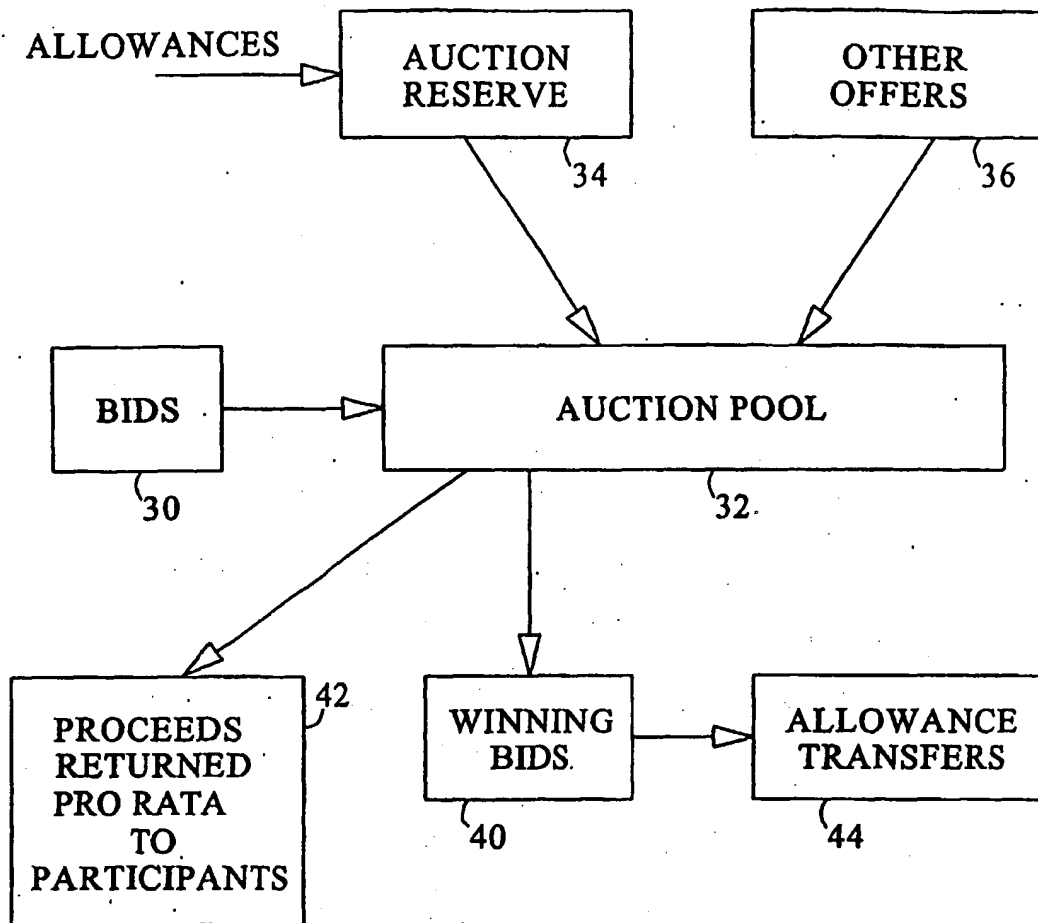 ALLOWANCES
AUCTION
RESERVE
34
OTHER
OFFERS
36
BIDS
30
AUCTION POOL
32
PROCEEDS
RETURNED
PRO RATA
TO
PARTICIPANTS
42
WINNING
BIDS
40
ALLOWANCE
TRANSFERS
44